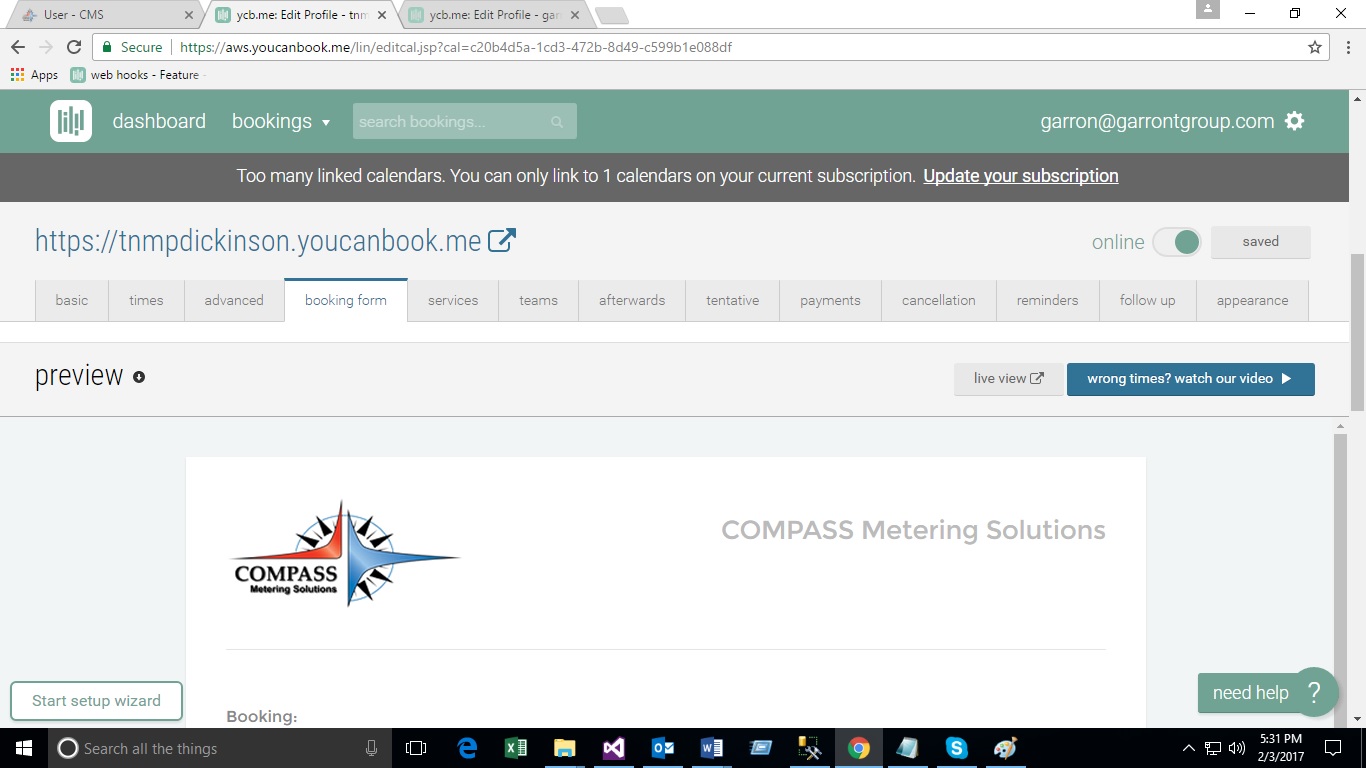 User - CMS
ycb.me: Edit Profile - tnm
ycb.me: Edit Profile - gar
Secure
https://aws.youcanbook.me/lin/editcal.jsp?cal=c20b4d5a-1cd3-472b-8d49-c599b1e088df
Apps
web hooks - Feature
dashboard
bookings
search bookings...
garron@garrontgroup.com
Too many linked calendars. You can only link to 1 calendars on your current subscription. Update your subscription
https://tnmpdickinson.youcanbook.me
online
saved
basic
times
advanced
booking form
services
teams
afterwards
tentative
payments
cancellation
reminders
follow up
appearance
preview
live view
wrong times? watch our video
COMPASS
Metering Solutions
COMPASS Metering Solutions
Booking:
Start setup wizard
need help ?
Search all the things
5:31 PM
2/3/2017